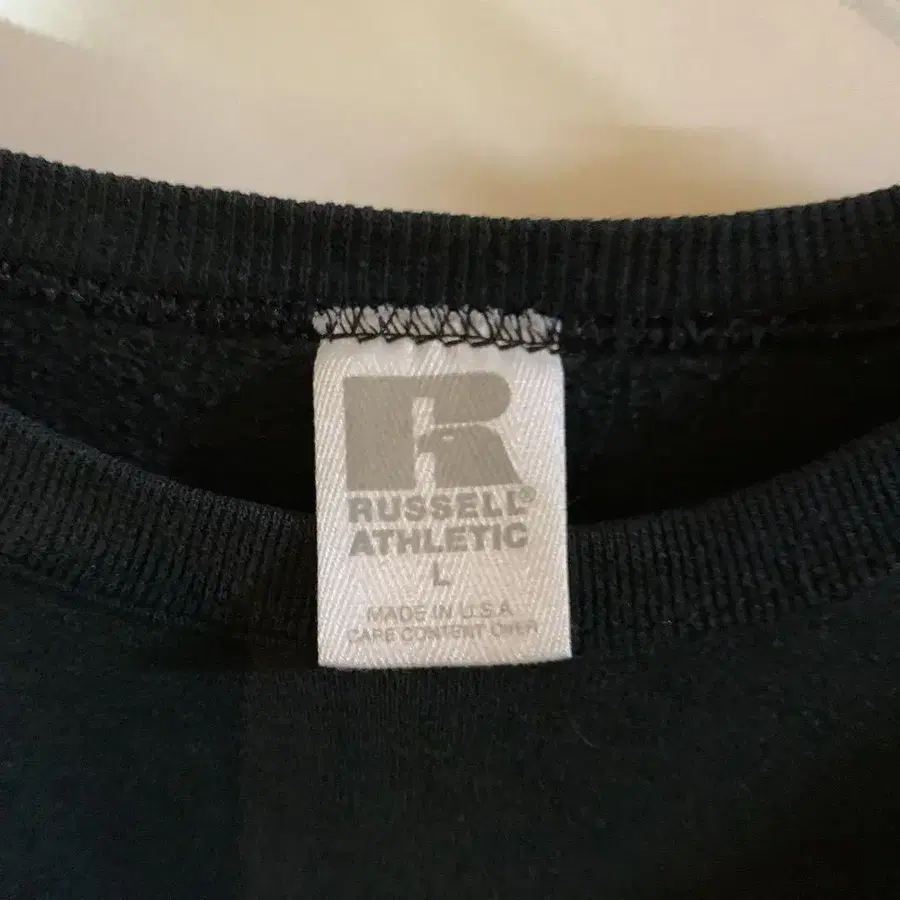 R
RUSSELL®
ATHLETIC
L
MADE IN U.S.A
CARE CONTENT OVER